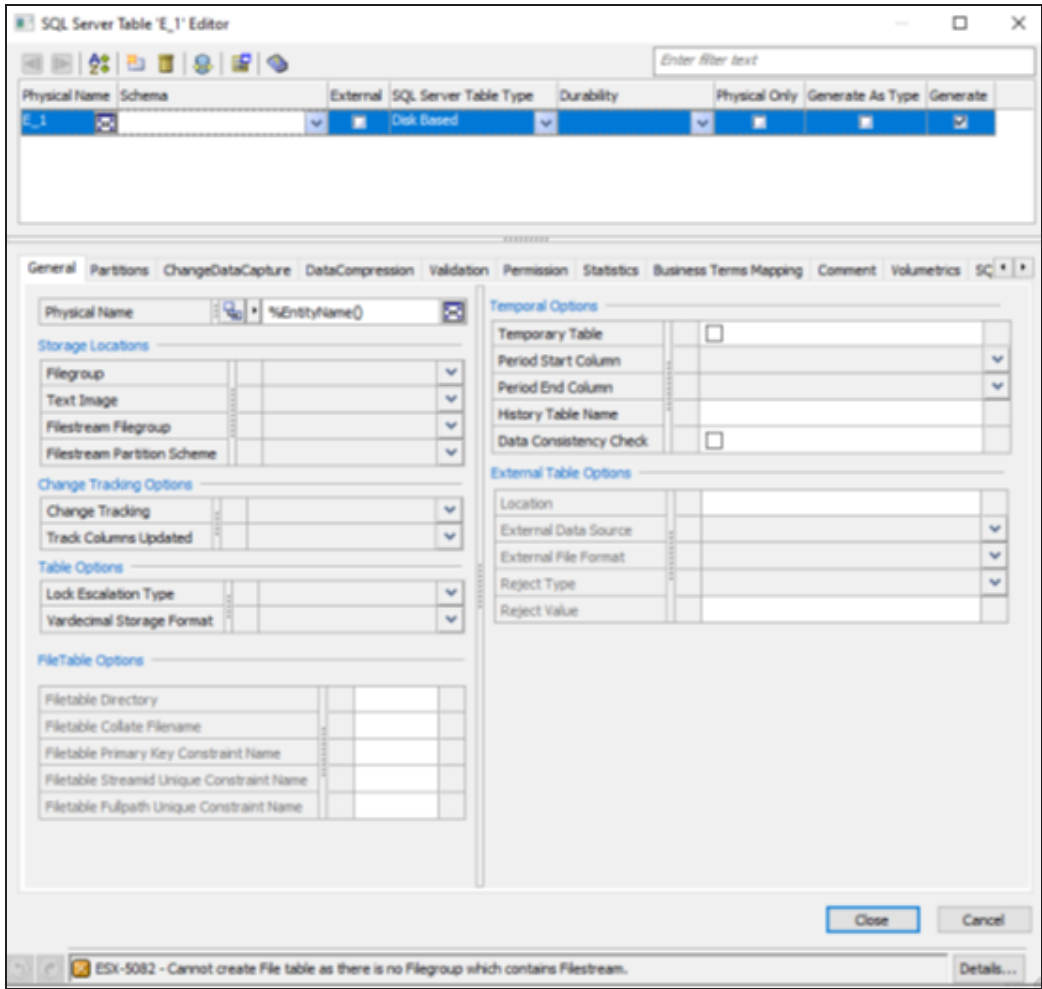 SQL Server Table 'E_1' Editor
Enter filter text
Physical Name Schema External SQL Server Table Type Durability Physical Only Generate As Type Generate
E_1 Disk Based
General Partitions ChangeDataCapture DataCompression Validation Permission Statistics Business Terms Mapping Comment Volumetrics SQ
Physical Name %EntityName()
Storage Locations
Filegroup
Text Image
Filestream Filegroup
Filestream Partition Scheme
Change Tracking Options
Change Tracking
Track Columns Updated
Table Options
Lock Escalation Type
Vardecimal Storage Format
FileTable Options
Filetable Directory
Filetable Collate Filename
Filetable Primary Key Constraint Name
Filetable Streamid Unique Constraint Name
Filetable Fullpath Unique Constraint Name
Temporal Options
Temporary Table
Period Start Column
Period End Column
History Table Name
Data Consistency Check
External Table Options
Location
External Data Source
External File Format
Reject Type
Reject Value
Close Cancel
ESX-5082 - Cannot create File table as there is no Filegroup which contains Filestream.
Details...